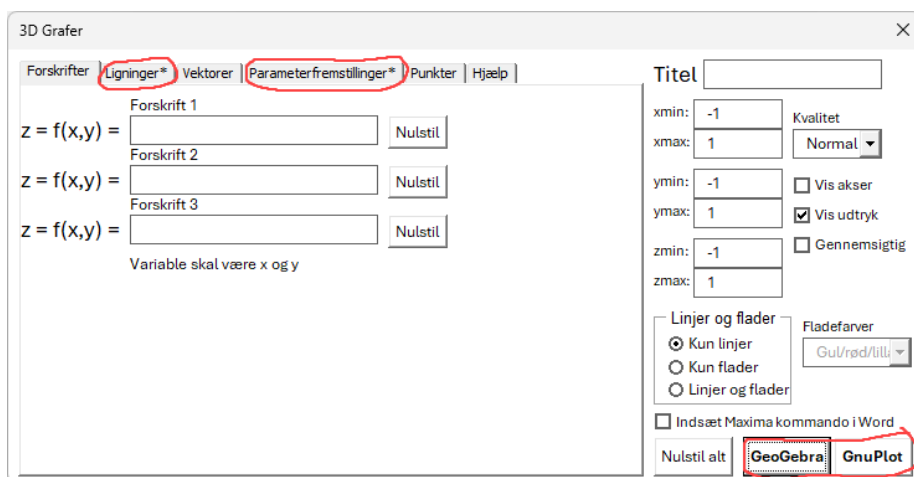 3D Grafer
Forskrifter Ligninger* Vektorer Parameterfremstillinger* Punkter Hjælp
Forskrift 1
z = f(x,y) = Nulstil
Forskrift 2
z = f(x,y) = Nulstil
Forskrift 3
z = f(x,y) = Nulstil
Variable skal være x og y
Titel
xmin: -1
xmax: 1
Kvalitet
Normal
ymin: -1
ymax: 1
Vis akser
Vis udtryk
Gennemsigtig
zmin: -1
zmax: 1
Linjer og flader
Kun linjer
Kun flader
Linjer og flader
Fladefarver
Gul/rød/lill
Indsæt Maxima kommando i Word
Nulstil alt GeoGebra GnuPlot